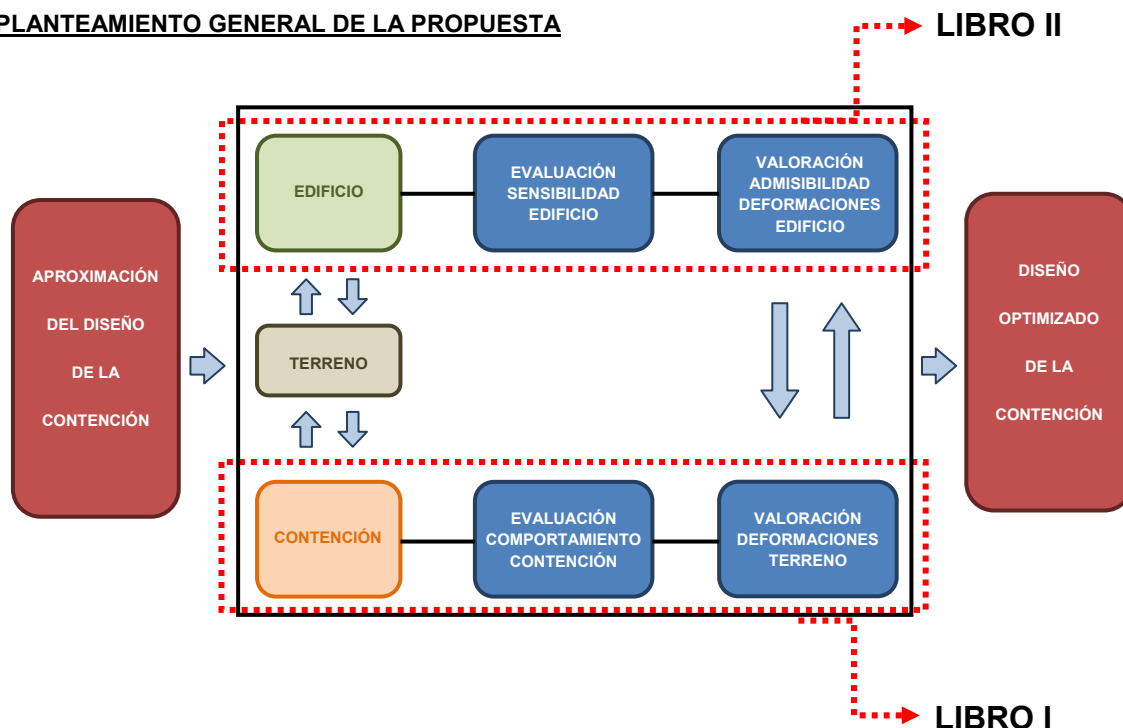 PLANTEAMIENTO GENERAL DE LA PROPUESTA
LIBRO II
EDIFICIO
EVALUACIÓN
SENSIBILIDAD
EDIFICIO
VALORACIÓN
ADMISIBILIDAD
DEFORMACIONES
EDIFICIO
APROXIMACIÓN
DEL DISEÑO
DE LA
CONTENCIÓN
TERRENO
DISEÑO
OPTIMIZADO
DE LA
CONTENCIÓN
CONTENCIÓN
EVALUACIÓN
COMPORTAMIENTO
CONTENCIÓN
VALORACIÓN
DEFORMACIONES
TERRENO
LIBRO I